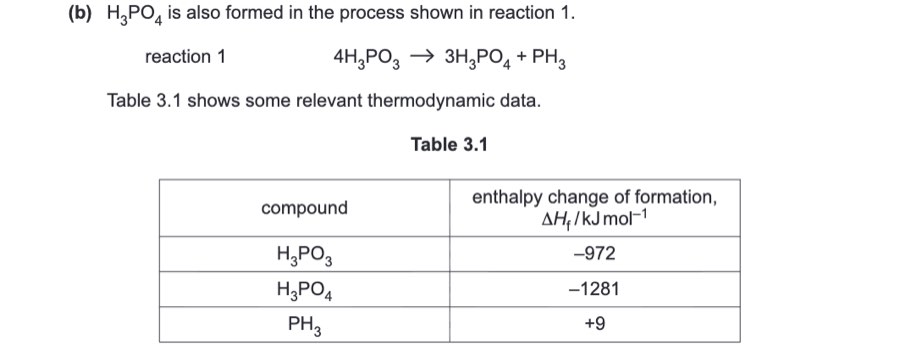 (b) H₃PO₄ is also formed in the process shown in reaction 1.
reaction 1 4H₃PO₃ → 3H₃PO₄ + PH₃
Table 3.1 shows some relevant thermodynamic data.
Table 3.1
compound enthalpy change of formation,
ΔHf / kJ mol⁻¹
H₃PO₃ –972
H₃PO₄ –1281
PH₃ +9